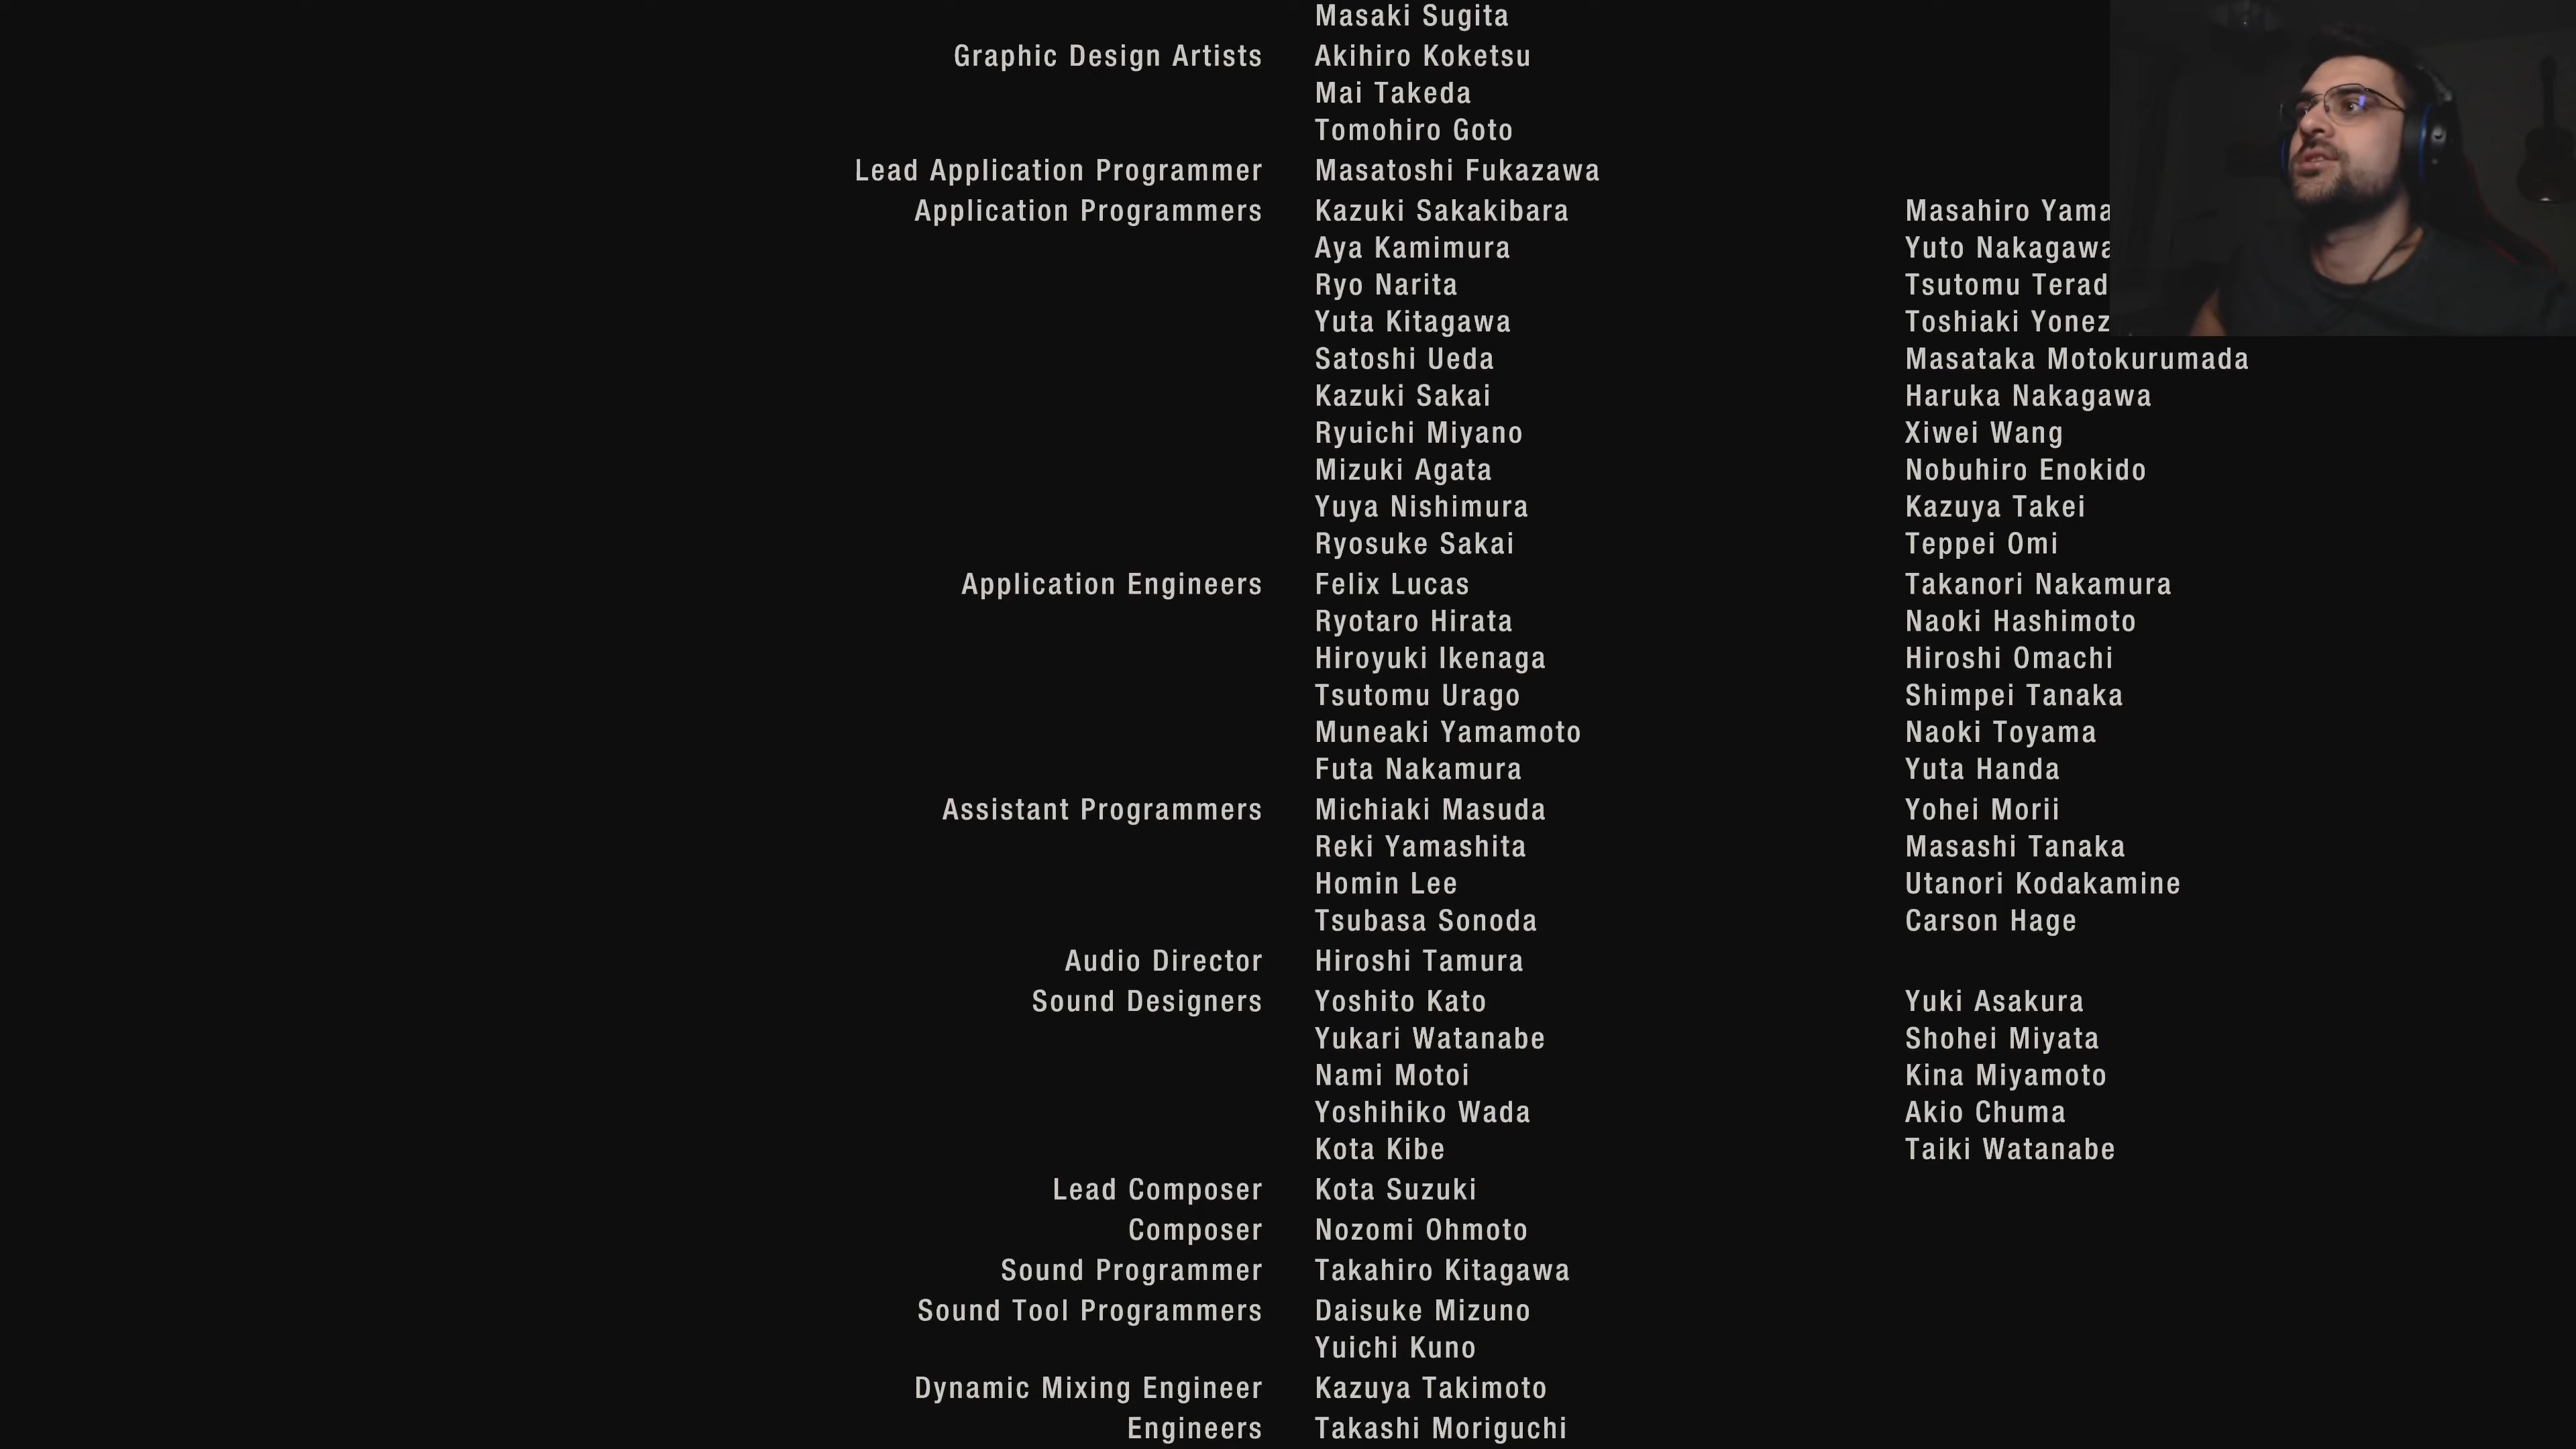 Masaki Sugita
Graphic Design Artists Akihiro Koketsu
Mai Takeda
Tomohiro Goto
Lead Application Programmer Masatoshi Fukazawa
Application Programmers Kazuki Sakakibara Masahiro
Aya Kamimura Yuto Nakagawa
Ryo Narita Tsutomu
Yuta Kitagawa Toshiaki
Satoshi Ueda Masataka Motokurumada
Kazuki Sakai Haruka Nakagawa
Ryuichi Miyano Xiwei Wang
Mizuki Agata Nobuhiro Enokido
Yuya Nishimura Kazuya Takei
Ryosuke Sakai Teppei Omi
Application Engineers Felix Lucas Takanori Nakamura
Ryotaro Hirata Naoki Hashimoto
Hiroyuki Ikenaga Hiroshi Omachi
Tsutomu Urago Shimpei Tanaka
Muneaki Yamamoto Naoki Toyama
Futa Nakamura Yuta Handa
Assistant Programmers Michiaki Masuda Yohei Morii
Reki Yamashita Masashi Tanaka
Homin Lee Utanori Kodakamine
Tsubasa Sonoda Carson Hage
Audio Director Hiroshi Tamura
Sound Designers Yoshito Kato Yuki Asakura
Yukari Watanabe Shohei Miyata
Nami Motoi Kina Miyamoto
Yoshihiko Wada Akio Chuma
Kota Kibe Taiki Watanabe
Lead Composer Kota Suzuki
Composer Nozomi Ohmoto
Sound Programmer Takahiro Kitagawa
Sound Tool Programmers Daisuke Mizuno
Yuichi Kuno
Dynamic Mixing Engineer Kazuya Takimoto
Engineers Takashi Moriguchi